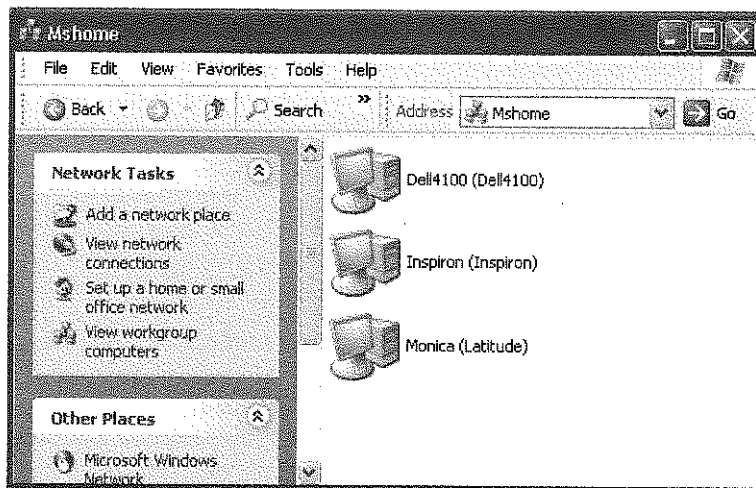 Mshome
File Edit View Favorites Tools Help
Back Search » Address Mshome Go
Network Tasks
Add a network place
View network
connections
Set up a home or small
office network
View workgroup
computers
Other Places
Microsoft Windows
Network
Dell4100 (Dell4100)
Inspiron (Inspiron)
Monica (Latitude)